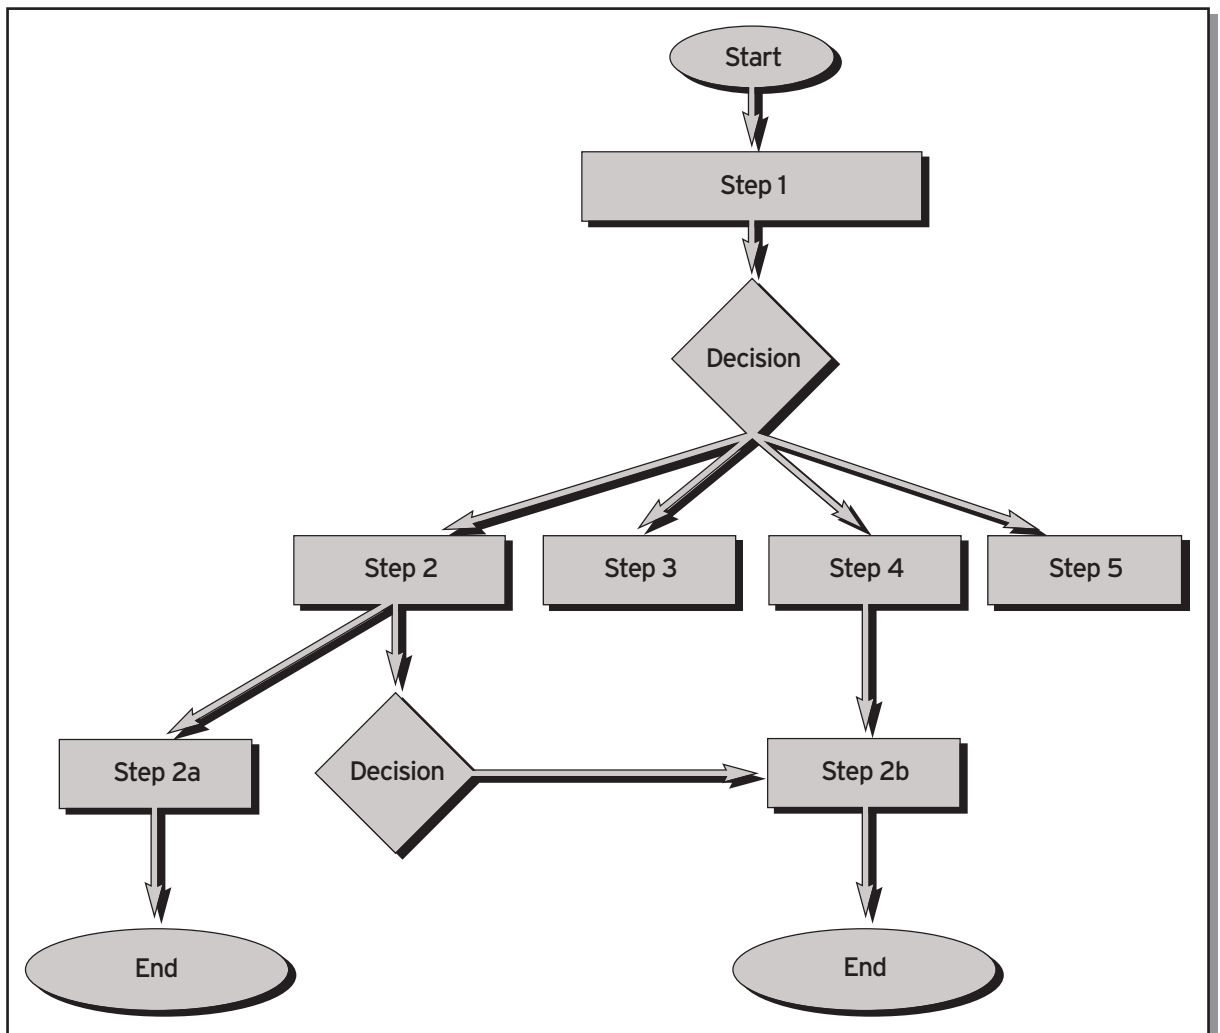 Start
Step 1
Decision
Step 2
Step 3
Step 4
Step 5
Step 2a
Decision
Step 2b
End
End